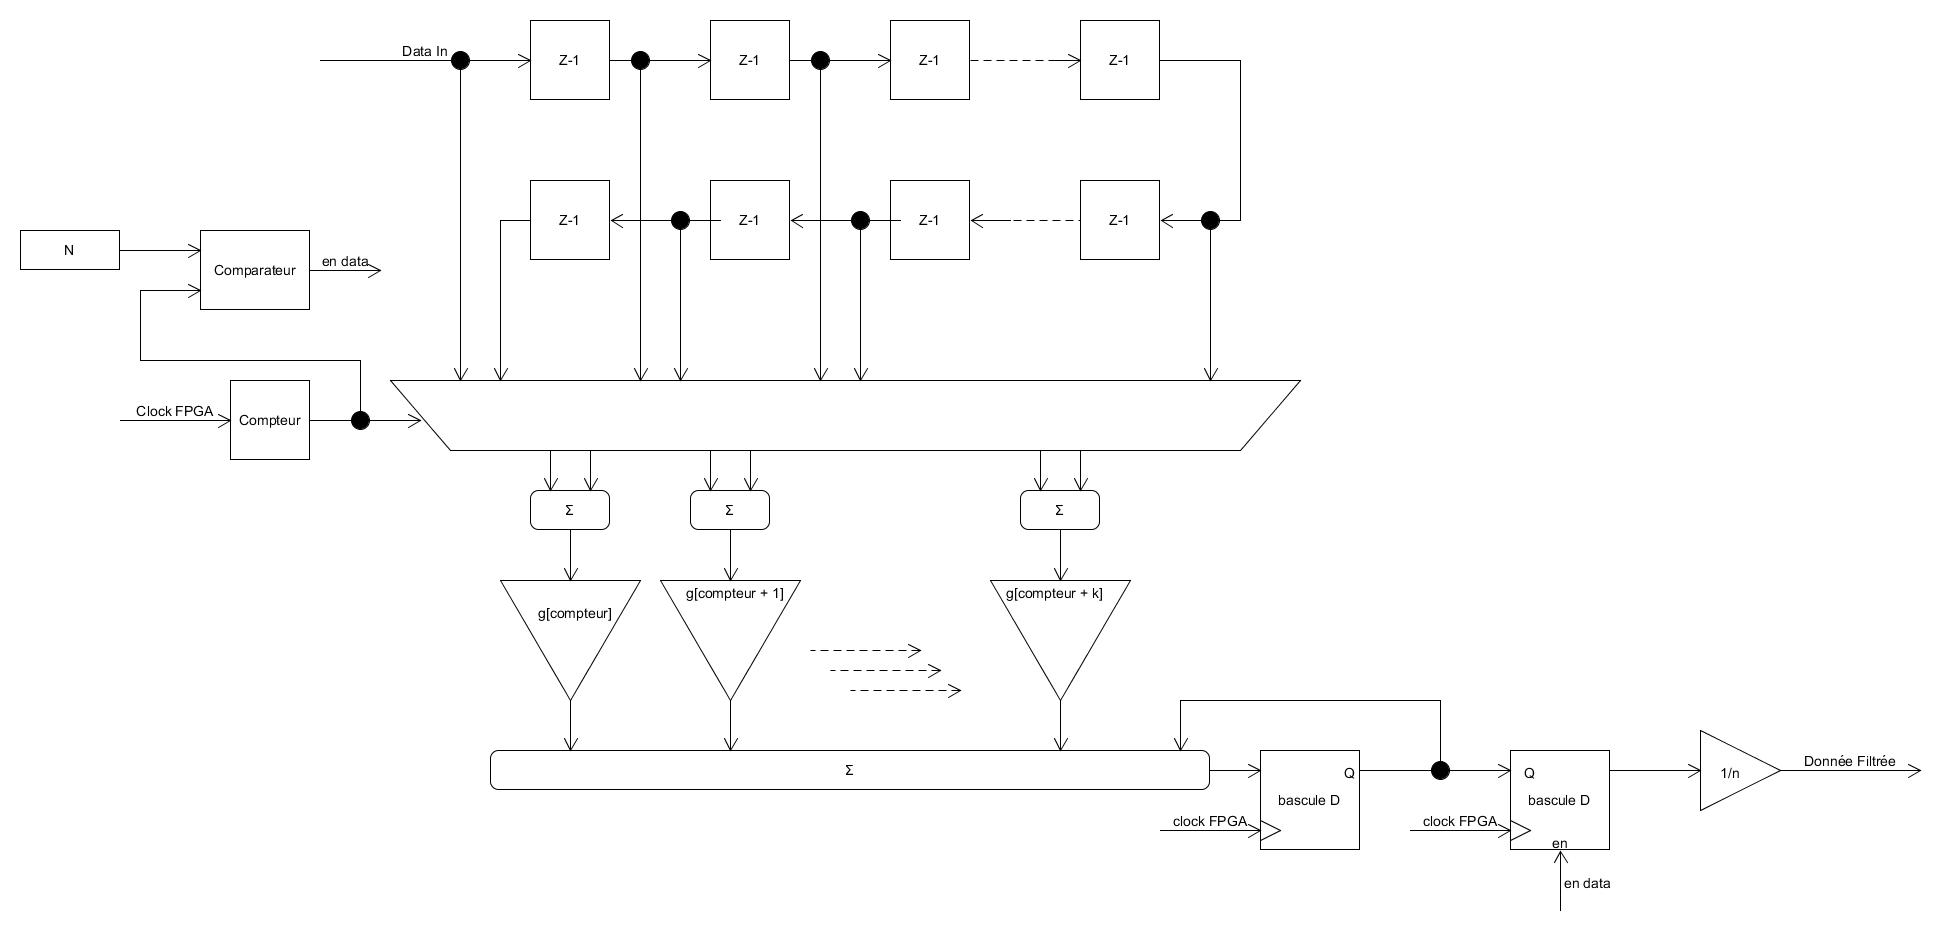 Data In
Z-1
Z-1
Z-1
Z-1
Z-1
Z-1
Z-1
Z-1
N
Comparateur
en data
Clock FPGA
Compteur
Σ
Σ
Σ
g[compteur]
g[compteur + 1]
g[compteur + k]
Σ
Q
bascule D
clock FPGA
Q
bascule D
clock FPGA
en
en data
1/n
Donnée Filtrée